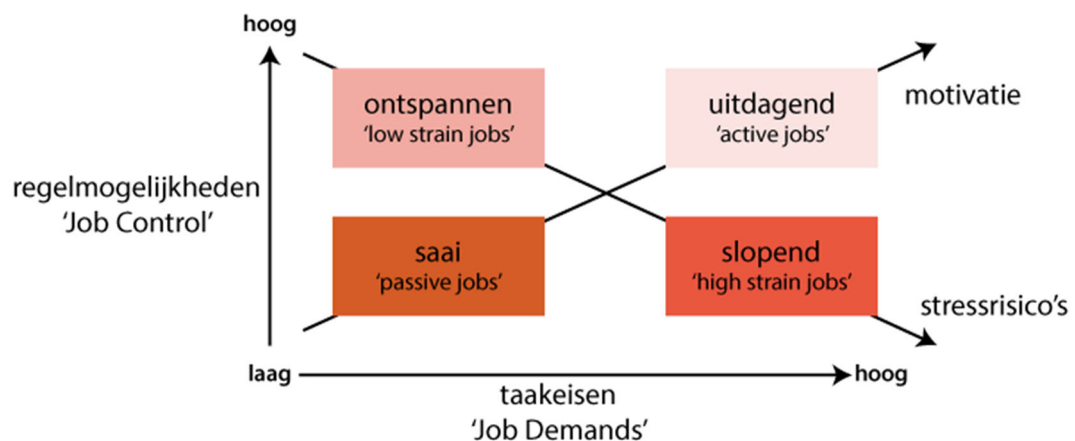 hoog
ontspannen
'low strain jobs'
uitdagend
'active jobs'
motivatie
regelmogelijkheden
'Job Control'
saai
'passive jobs'
slopend
'high strain jobs'
stressrisico's
laag
hoog
taakeisen
'Job Demands'